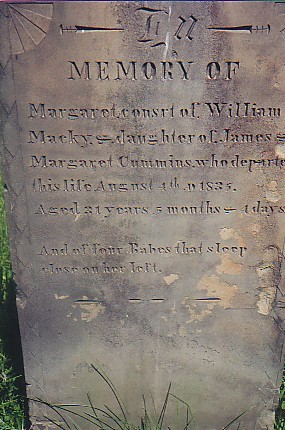 In
MEMORY OF
Margaret, consrt of William
Macky, & daughter of James &
Margaret Cummins, who departe
this life August 4th, 1835.
Aged 31 years 5 months & 4 days
And of four Babes that sleep
close on her left.